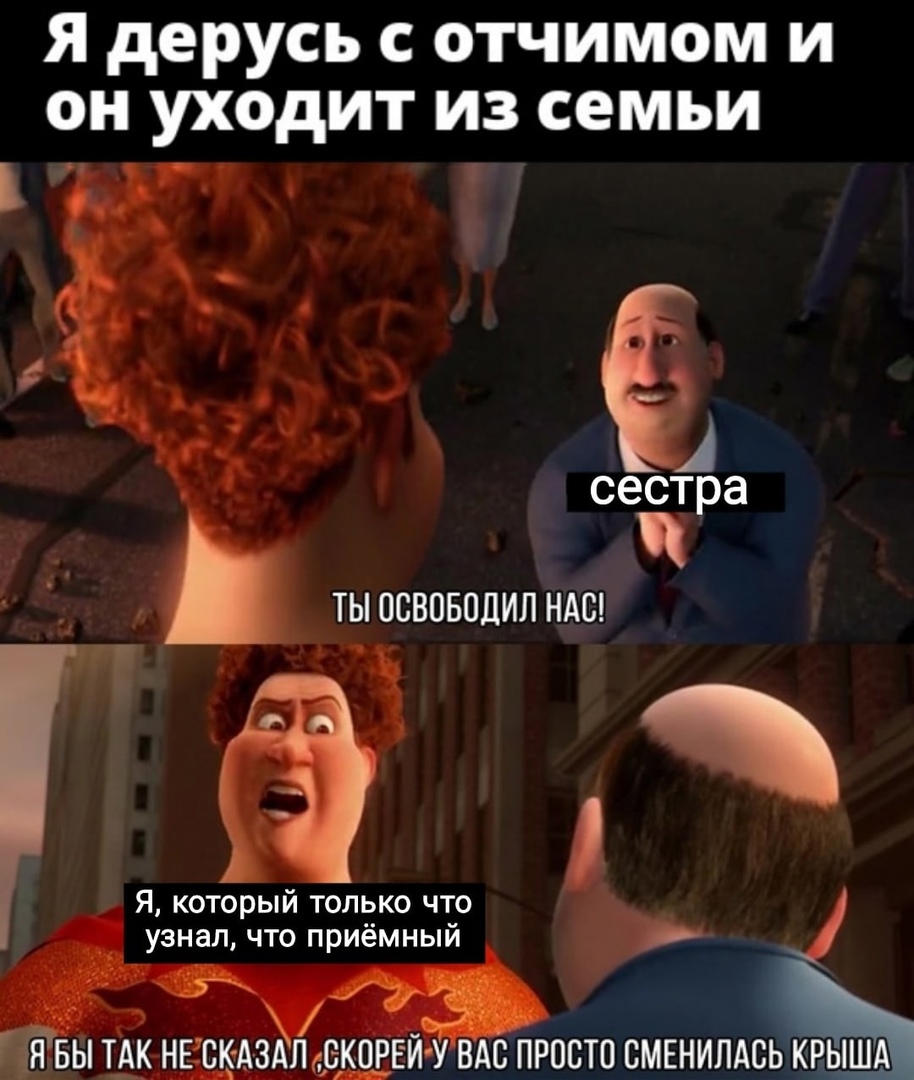 Я дерусь с отчимом и
он уходит из семьи
сестра
ТЫ ОСВОБОДИЛ НАС!
Я, который только что
узнал, что приёмный
Я БЫ ТАК НЕ СКАЗАЛ ,СКОРЕЙ У ВАС ПРОСТО СМЕНИЛАСЬ КРЫША